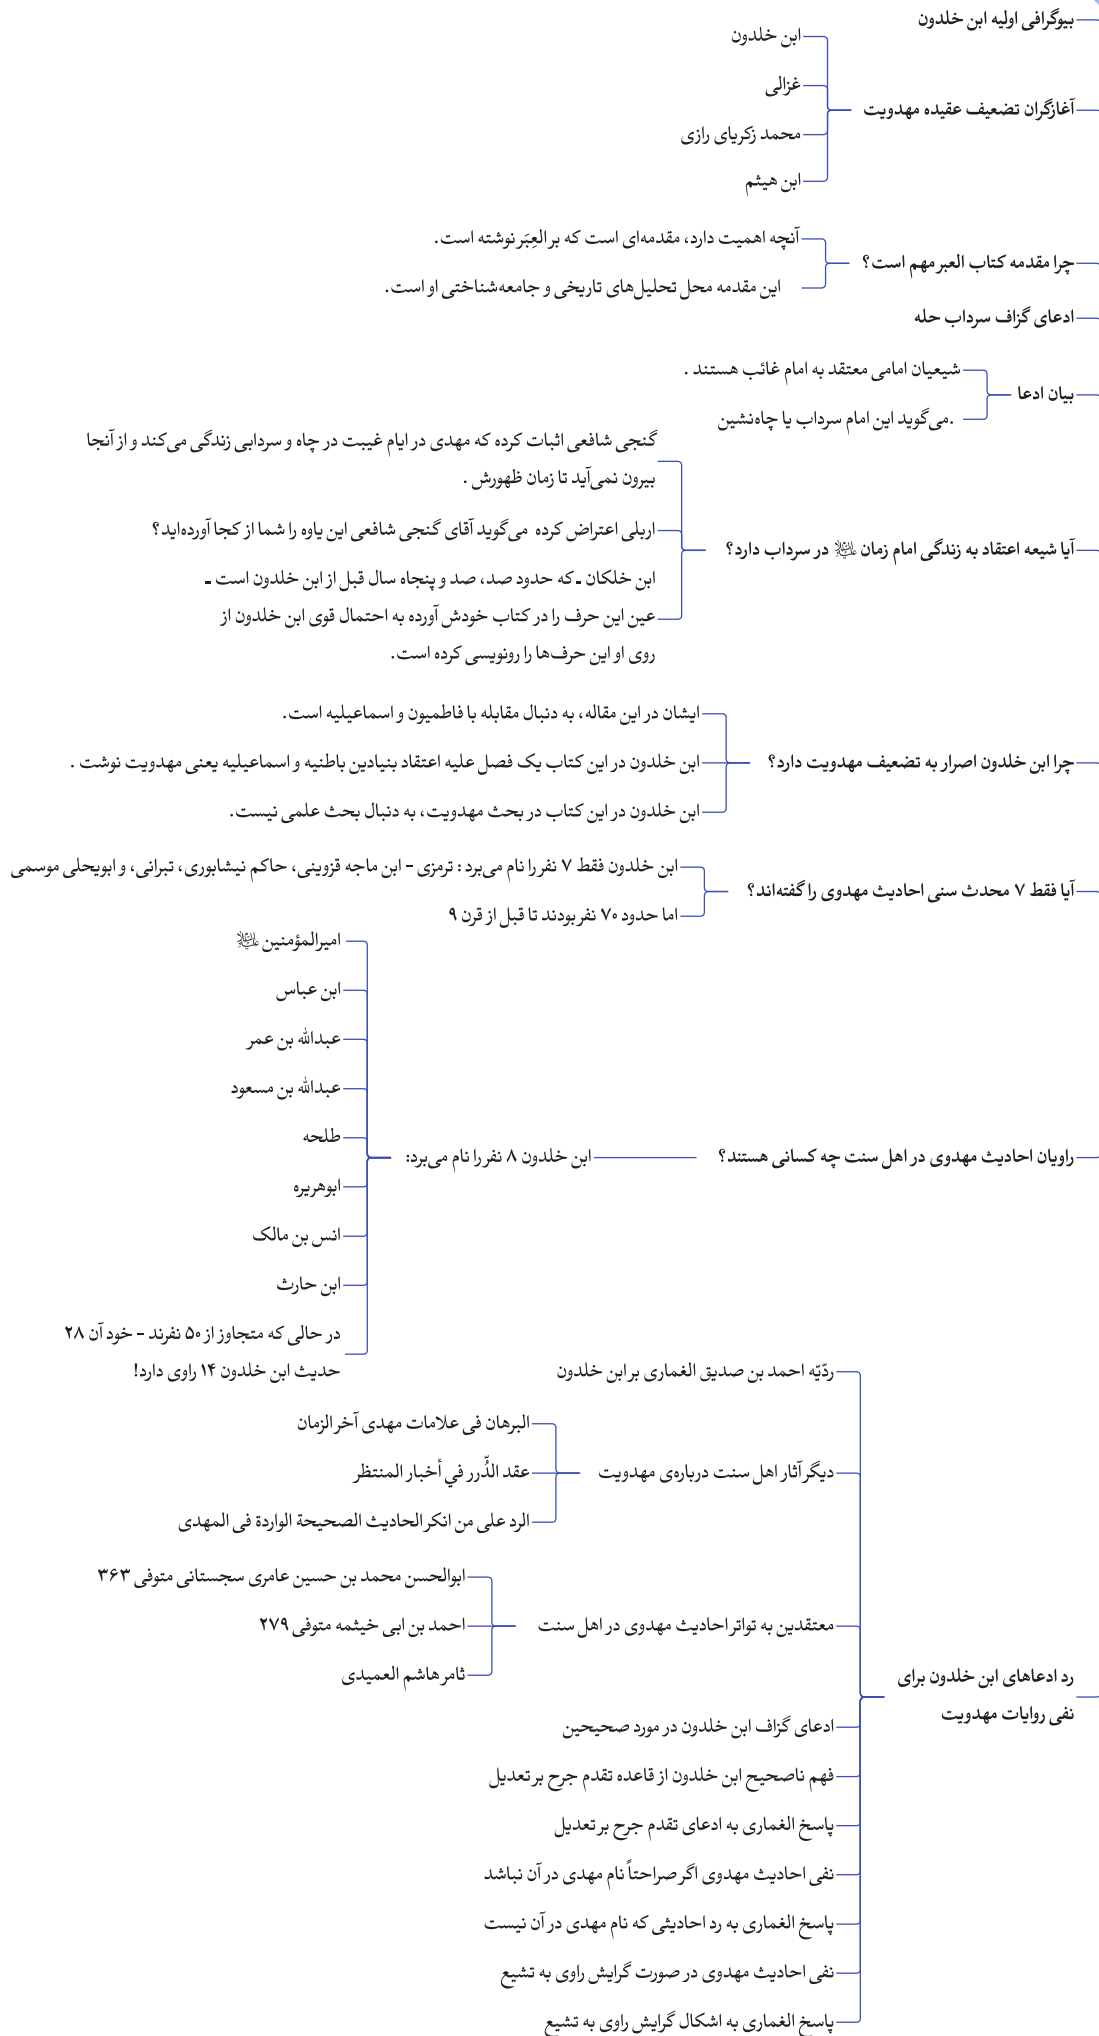 بیوگرافی اولیه ابن خلدون
آغازگران تضعیف عقیده مهدویت
ابن خلدون
غزالی
محمد زکریای رازی
ابن هیثم
چرا مقدمه کتاب العبر مهم است؟
آنچه اهمیت دارد، مقدمه‌ای است که بر العِبَر نوشته است.
این مقدمه محل تحلیل‌های تاریخی و جامعه‌شناختی او است.
ادعای گزاف سرداب حله
بیان ادعا
شیعیان امامی معتقد به امام غائب هستند .
.می‌گوید این امام سرداب یا چاه‌نشین
آیا شیعه اعتقاد به زندگی امام زمان علیه‌السلام در سرداب دارد؟
گنجی شافعی اثبات کرده که مهدی در ایام غیبت در چاه و سردابی زندگی می‌کند و از آنجا
بیرون نمی‌آید تا زمان ظهورش .
اربلی اعتراض کرده می‌گوید آقای گنجی شافعی این یاوه را شما از کجا آورده‌اید؟
ابن خلکان ـ که حدود صد، صد و پنجاه سال قبل از ابن خلدون است ـ
عین این حرف را در کتاب خودش آورده به احتمال قوی ابن خلدون از
روی او این حرف‌ها را رونویسی کرده است.
چرا ابن خلدون اصرار به تضعیف مهدویت دارد؟
ایشان در این مقاله، به دنبال مقابله با فاطمیون و اسماعیلیه است.
ابن خلدون در این کتاب یک فصل علیه اعتقاد بنیادین باطنیه و اسماعیلیه یعنی مهدویت نوشت .
ابن خلدون در این کتاب در بحث مهدویت، به دنبال بحث علمی نیست.
آیا فقط ۷ محدث سنی احادیث مهدوی را گفته‌اند؟
ابن خلدون فقط ۷ نفر را نام می‌برد : ترمزی - ابن ماجه قزوینی، حاکم نیشابوری، تبرانی، و ابویحلی موسمی
اما حدود ۷۰ نفر بودند تا قبل از قرن ۹
راویان احادیث مهدوی در اهل سنت چه کسانی هستند؟
ابن خلدون ۸ نفر را نام می‌برد:
امیرالمؤمنین علیه‌السلام
ابن عباس
عبدالله بن عمر
عبدالله بن مسعود
طلحه
ابوهریره
انس بن مالک
ابن حارث
در حالی که متجاوز از ۵۰ نفرند - خود آن ۲۸
حدیث ابن خلدون ۱۴ راوی دارد!
رد ادعاهای ابن خلدون برای
نفی روایات مهدویت
ردّیّه احمد بن صدیق الغماری بر ابن خلدون
دیگر آثار اهل سنت درباره‌ی مهدویت
البرهان فی علامات مهدی آخر الزمان
عقد الدُّرر في أخبار المنتظر
الرد علی من انکر الحادیث الصحیحة الواردة فی المهدی
معتقدین به تواتر احادیث مهدوی در اهل سنت
ابوالحسن محمد بن حسین عامری سجستانی متوفی ۳۶۳
احمد بن ابی خیثمه متوفی ۲۷۹
ثامر هاشم العمیدی
ادعای گزاف ابن خلدون در مورد صحیحین
فهم ناصحیح ابن خلدون از قاعده تقدم جرح بر تعدیل
پاسخ الغماری به ادعای تقدم جرح بر تعدیل
نفی احادیث مهدوی اگر صراحتاً نام مهدی در آن نباشد
پاسخ الغماری به رد احادیثی که نام مهدی در آن نیست
نفی احادیث مهدوی در صورت گرایش راوی به تشیع
پاسخ الغماری به اشکال گرایش راوی به تشیع